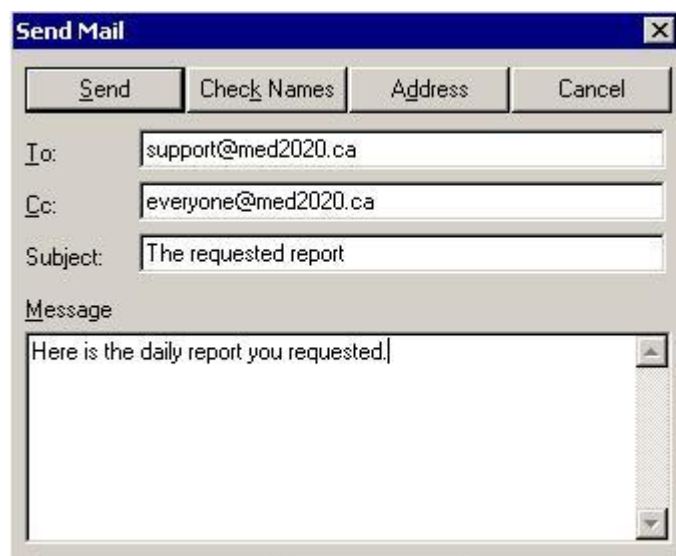 Send Mail
Send Check Names Address Cancel
To: support@med2020.ca
Cc: everyone@med2020.ca
Subject: The requested report
Message
Here is the daily report you requested.